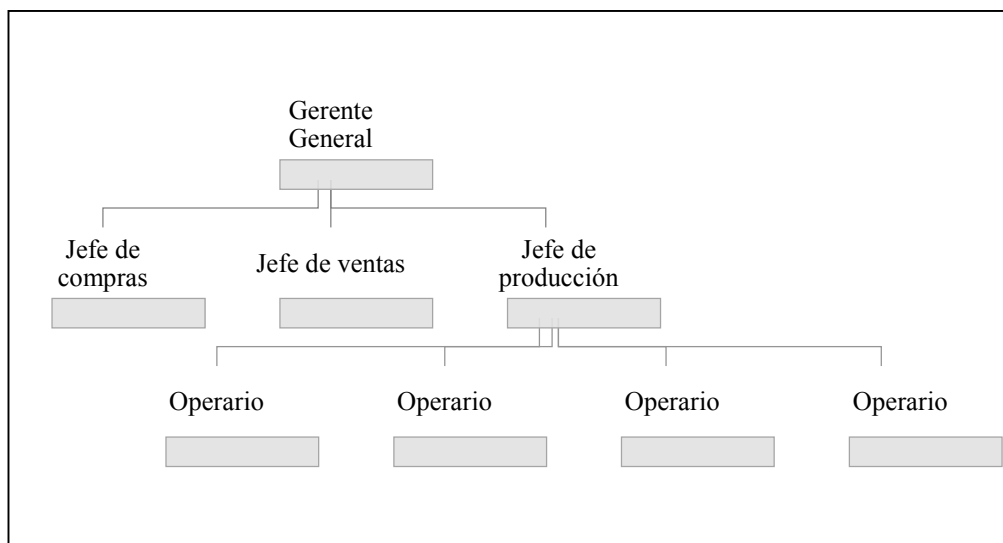 Gerente
General
Jefe de
compras
Jefe de ventas
Jefe de
producción
Operario
Operario
Operario
Operario